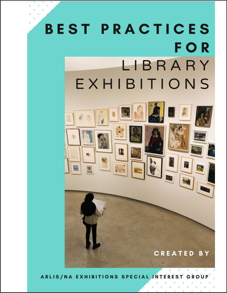 BEST PRACTICES
FOR
LIBRARY
EXHIBITIONS
CREATED BY
ARLIS/NA EXHIBITIONS SPECIAL INTEREST GROUP